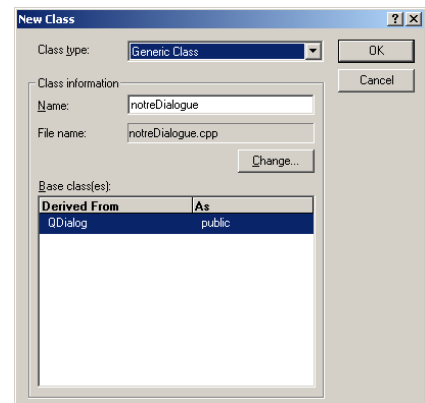 New Class ? ×
Class type: Generic Class OK
Class information Cancel
Name: notreDialogue
File name: notreDialogue.cpp
Change...
Base class(es):
Derived From As
QDialog public